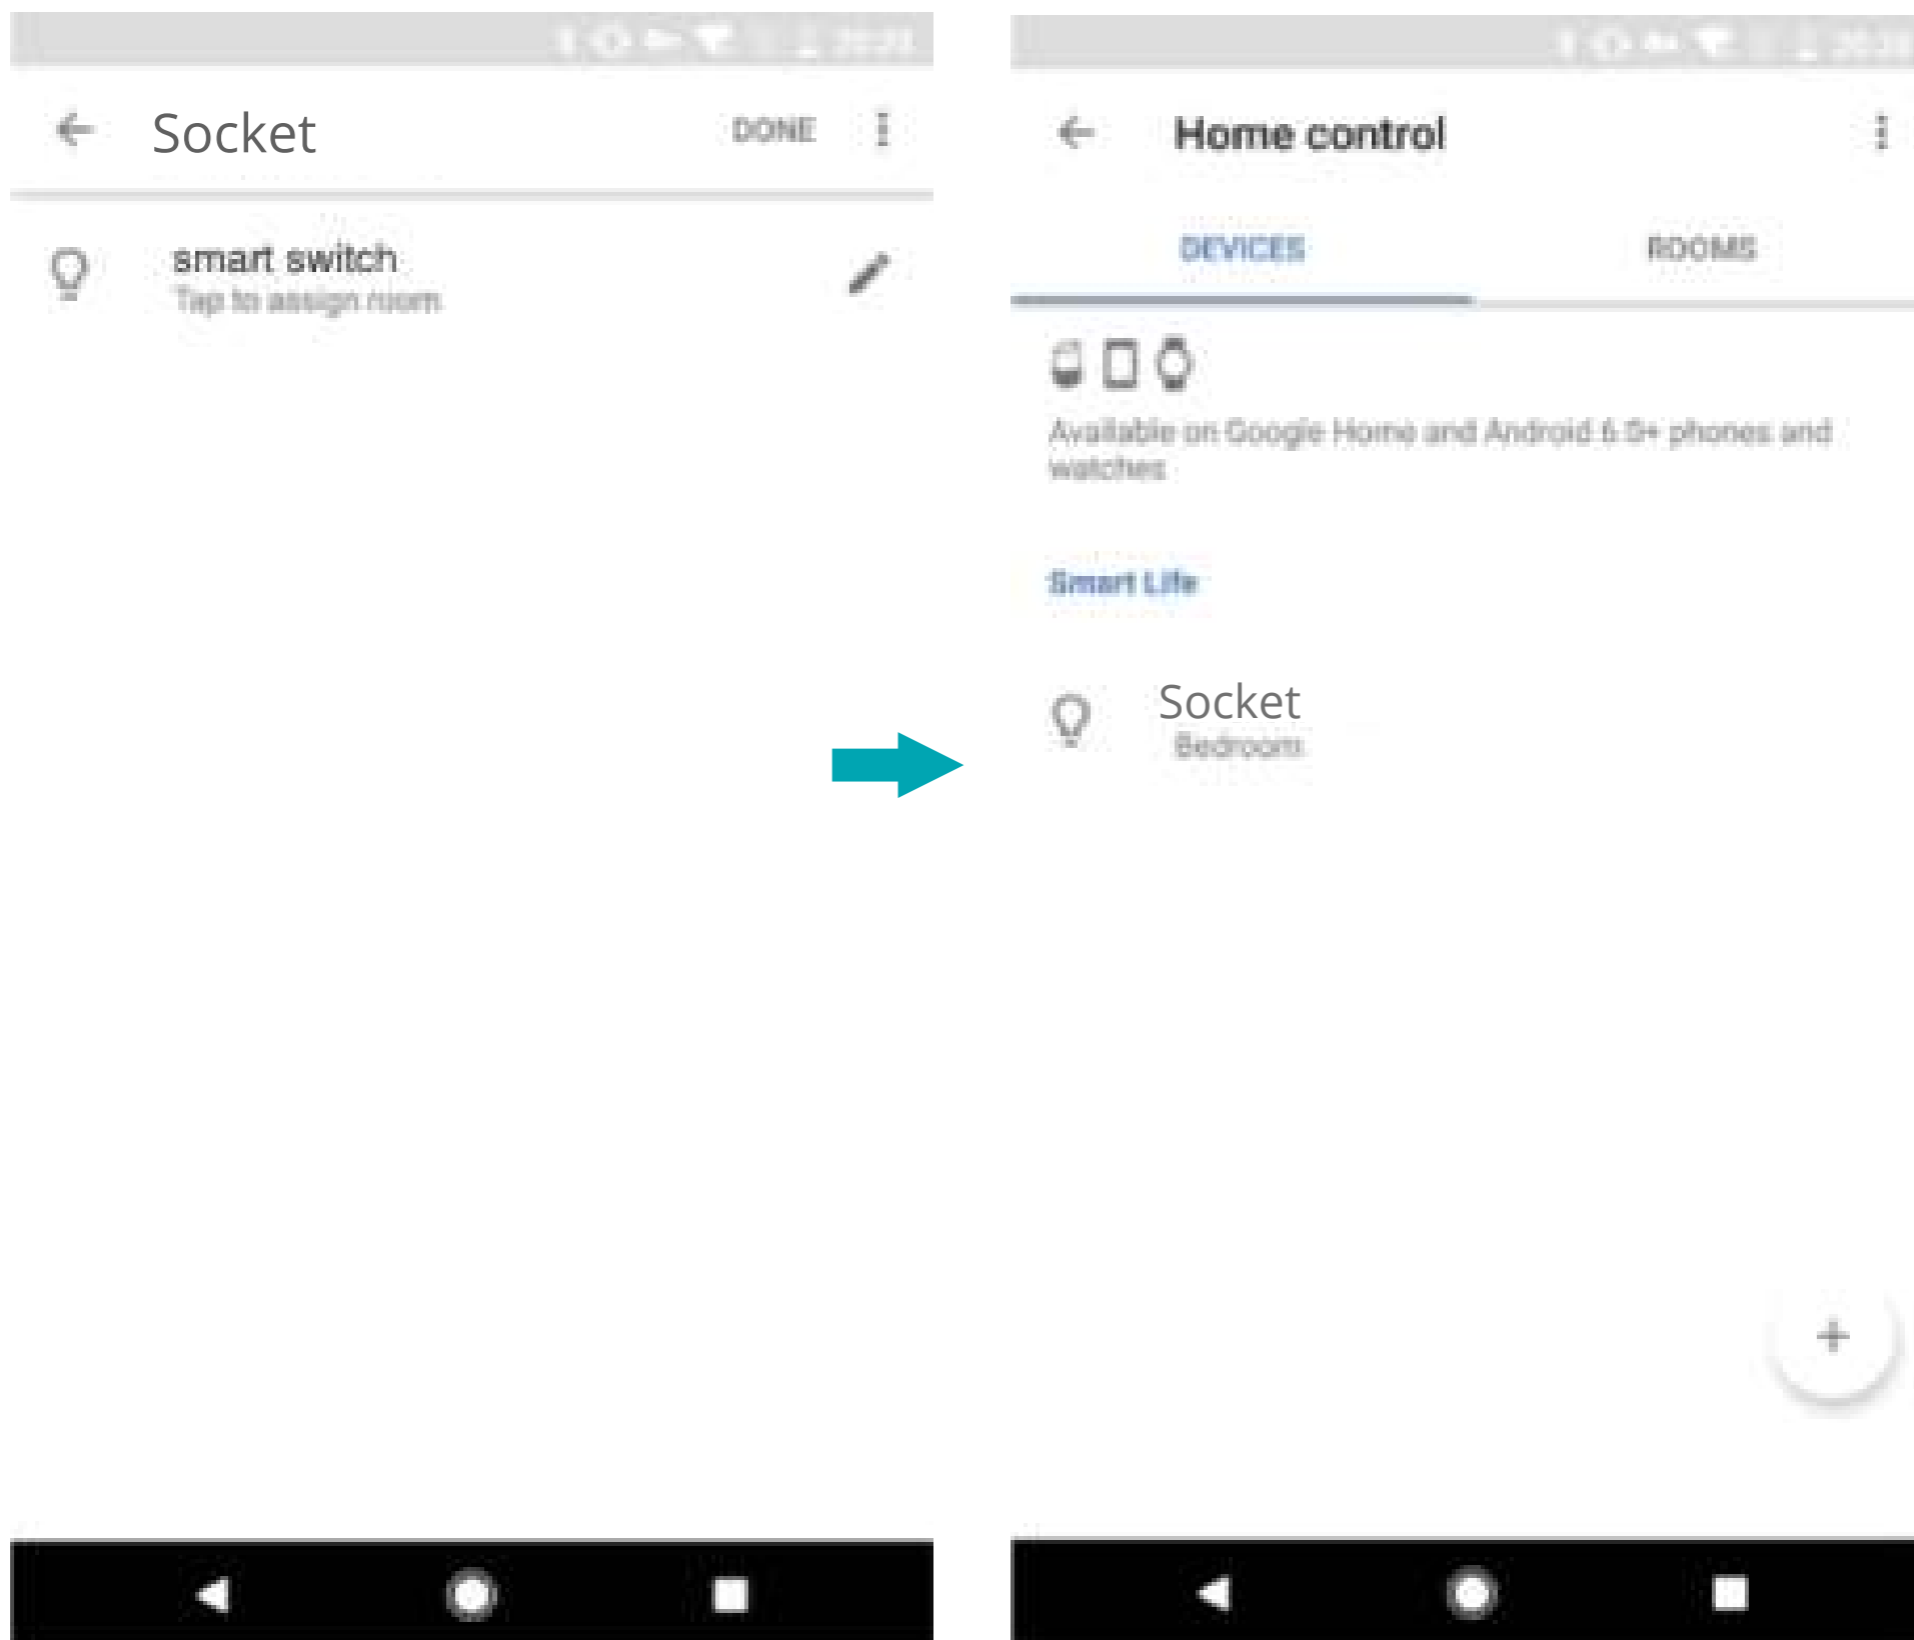 Socket
DONE
smart switch
Tap to assign room
Home control
DEVICES
ROOMS
Available on Google Home and Android 6.0+ phones and
watches
Smart Life
Socket
Bedroom